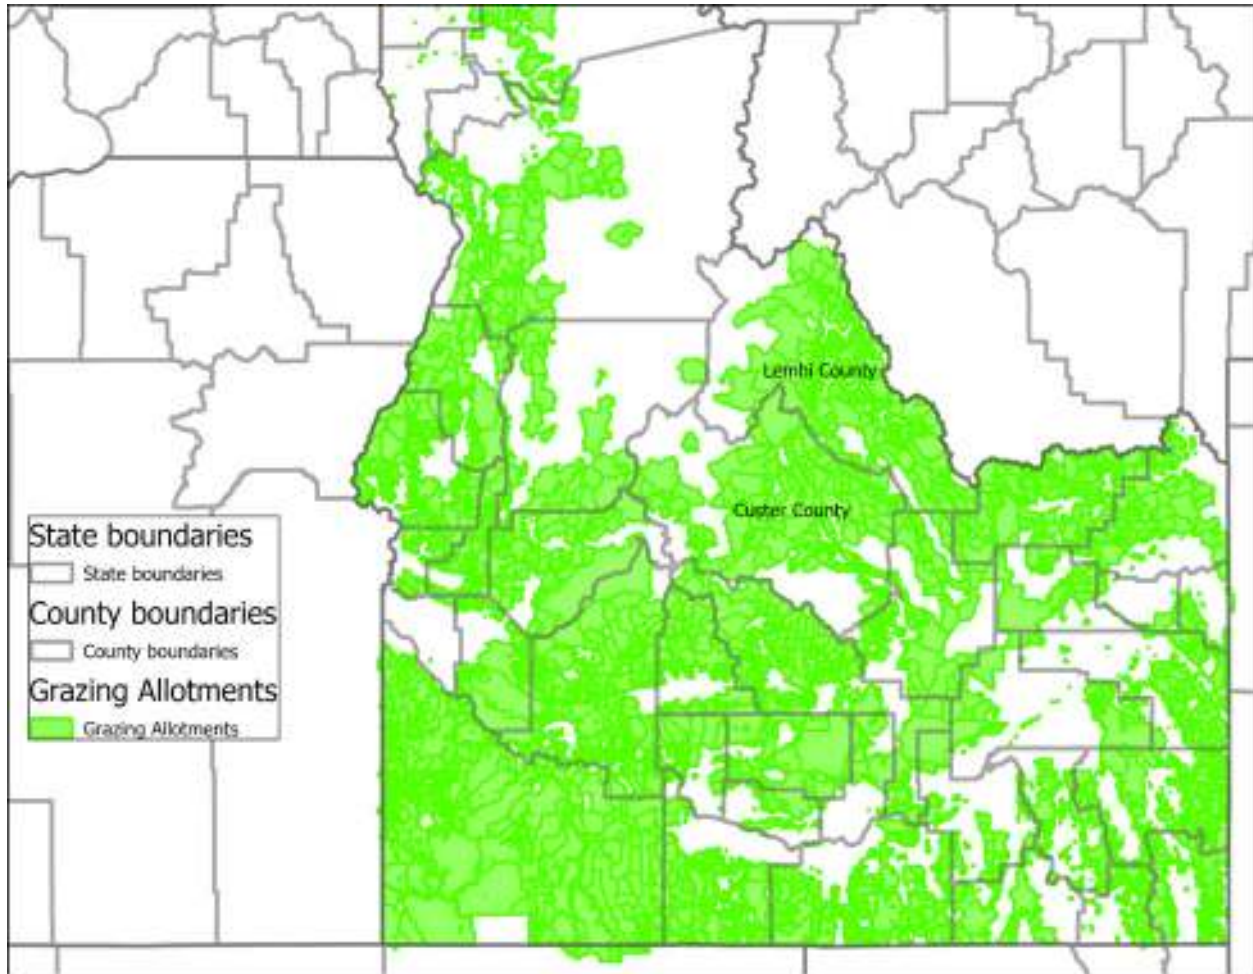 Lemhi County
Custer County
State boundaries
State boundaries
County boundaries
County boundaries
Grazing Allotments
Grazing Allotments